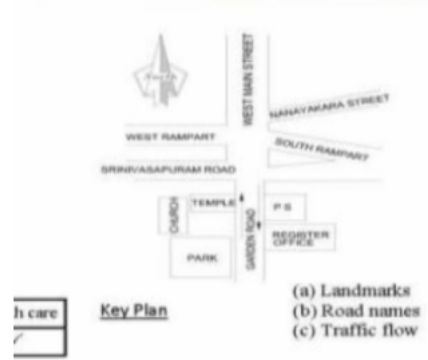 North
WEST MAIN STREET
NANAYAKARA STREET
WEST RAMPART
SOUTH RAMPART
SRINIVASAPURAM ROAD
CHURCH
TEMPLE
P S
GARDEN ROAD
REGISTER
OFFICE
PARK
h care
Key Plan
(a) Landmarks
(b) Road names
(c) Traffic flow